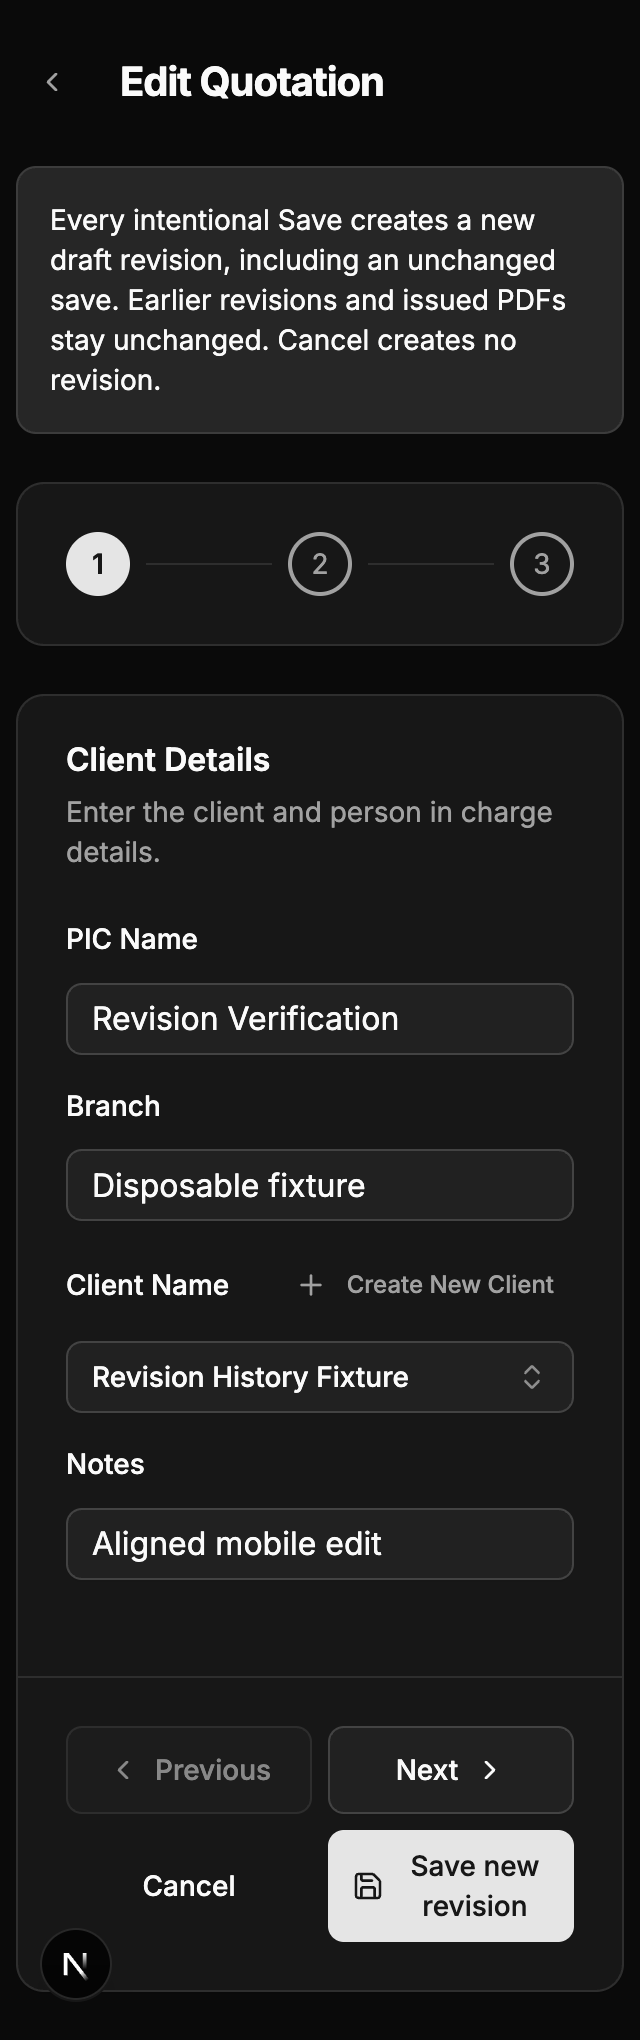 Edit Quotation
Every intentional Save creates a new
draft revision, including an unchanged
save. Earlier revisions and issued PDFs
stay unchanged. Cancel creates no
revision.
1
2
3
Client Details
Enter the client and person in charge
details.
PIC Name
Revision Verification
Branch
Disposable fixture
Client Name
Create New Client
Revision History Fixture
Notes
Aligned mobile edit
Previous
Next
Cancel
Save new
revision
N